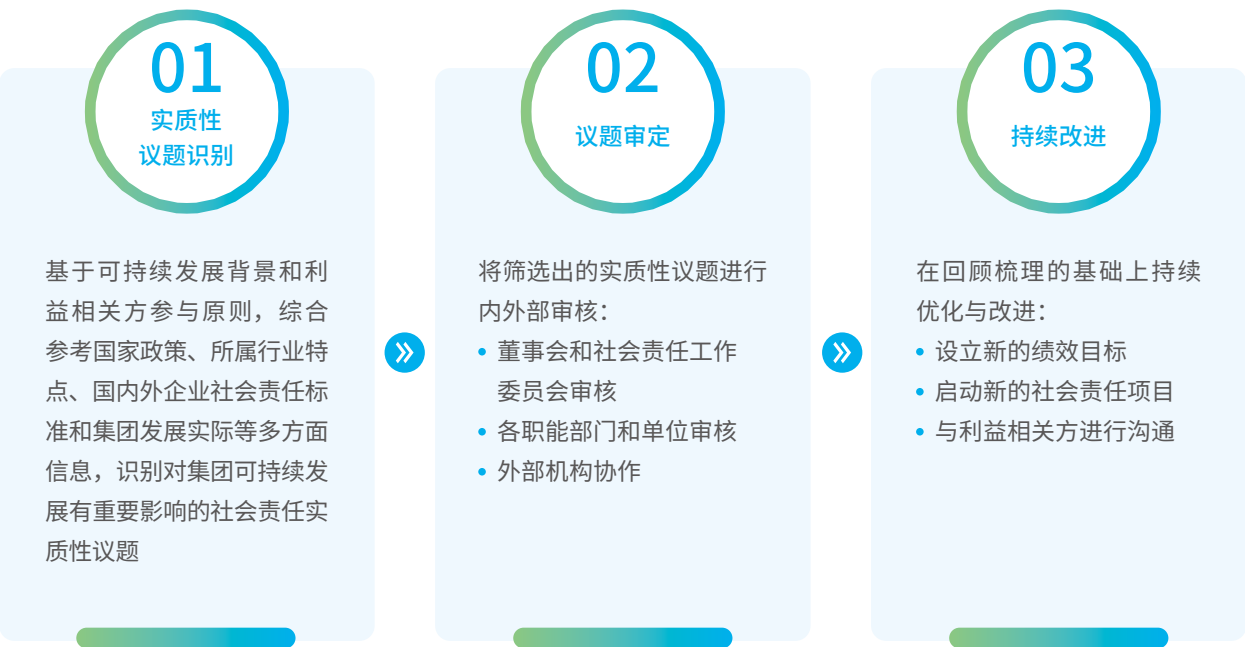 01
实质性
议题识别
基于可持续发展背景和利
益相关方参与原则，综合
参考国家政策、所属行业特
点、国内外企业社会责任标
准和集团发展实际等多方面
信息，识别对集团可持续发
展有重要影响的社会责任实
质性议题
02
议题审定
将筛选出的实质性议题进行
内外部审核：
• 董事会和社会责任工作
委员会审核
• 各职能部门和单位审核
• 外部机构协作
03
持续改进
在回顾梳理的基础上持续
优化与改进：
• 设立新的绩效目标
• 启动新的社会责任项目
• 与利益相关方进行沟通